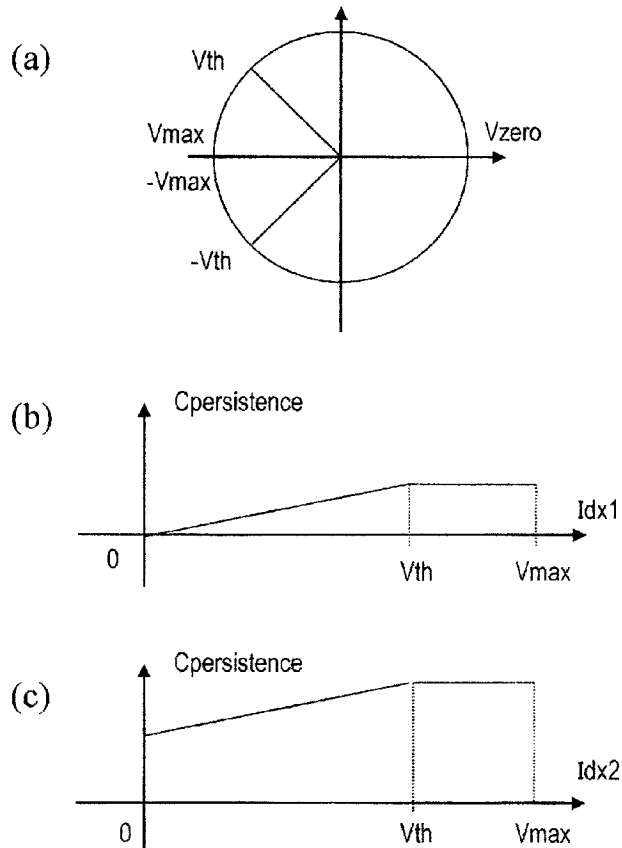 (a)
Vth
Vmax
Vzero
-Vmax
-Vth
(b)
Cpersistence
Idx1
0
Vth
Vmax
(c)
Cpersistence
Idx2
0
Vth
Vmax